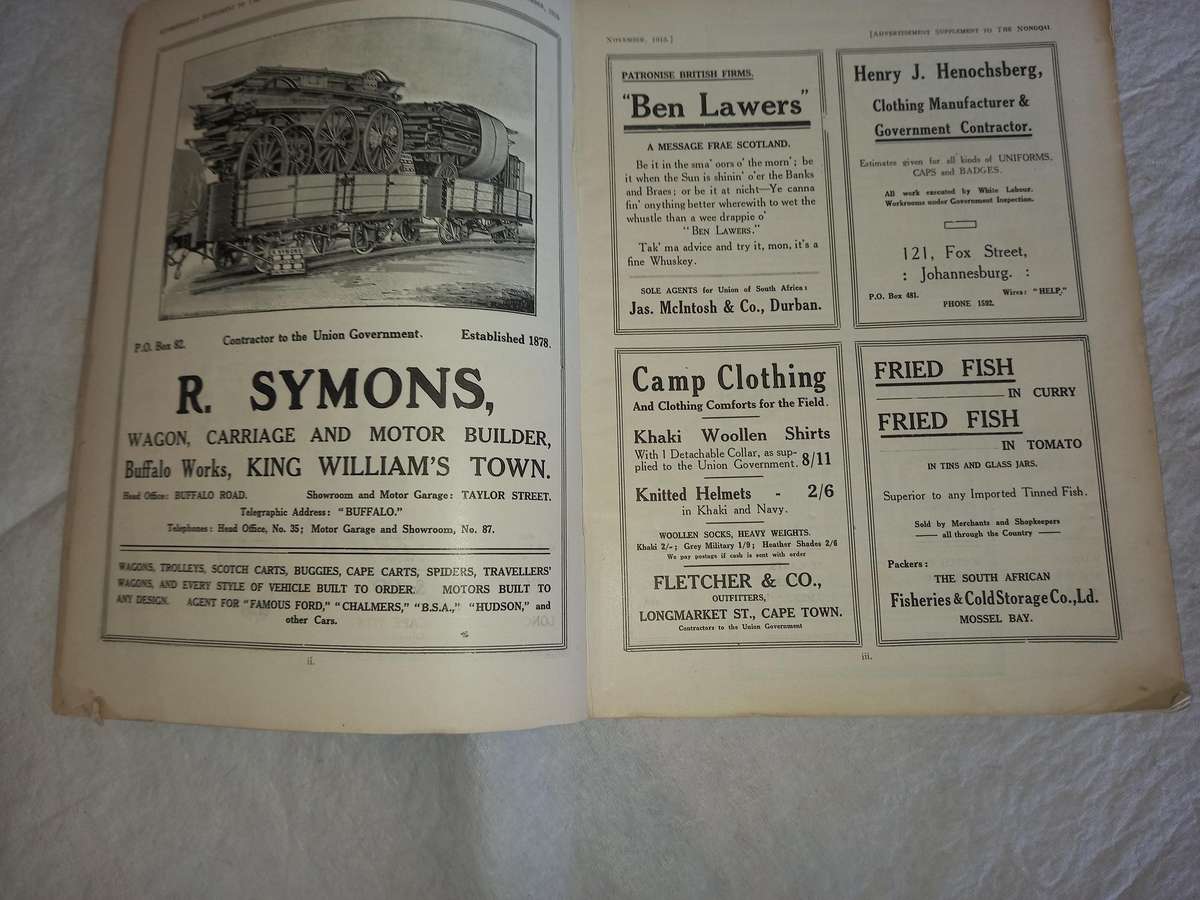 P.O. Box 82. Contractor to the Union Government. Established 1878.
R. SYMONS,
WAGON, CARRIAGE AND MOTOR BUILDER,
Buffalo Works, KING WILLIAM'S TOWN.
Head Office: BUFFALO ROAD. Showroom and Motor Garage: TAYLOR STREET.
Telegraphic Address: "BUFFALO."
Telephones: Head Office, No. 35; Motor Garage and Showroom, No. 87.
WAGONS, TROLLEYS, SCOTCH CARTS, BUGGIES, CAPE CARTS, SPIDERS, TRAVELLERS'
WAGONS, AND EVERY STYLE OF VEHICLE BUILT TO ORDER. MOTORS BUILT TO
ANY DESIGN. AGENT FOR "FAMOUS FORD," "CHALMERS," "B.S.A.," "HUDSON," and
other Cars.
ii.
NOVEMBER, 1915.]
[ADVERTISEMENT SUPPLEMENT TO THE NONGQAI.
PATRONISE BRITISH FIRMS.
"Ben Lawers"
A MESSAGE FRAE SCOTLAND.
Be it in the sma' oors o' the morn'; be
it when the Sun is shinin' o'er the Banks
and Braes; or be it at nicht—Ye canna
fin' onything better wherewith to wet the
whustle than a wee drappie o'
"BEN LAWERS."
Tak' ma advice and try it, mon, it's a
fine Whuskey.
SOLE AGENTS for Union of South Africa:
Jas. McIntosh & Co., Durban.
Henry J. Henochsberg,
Clothing Manufacturer &
Government Contractor.
Estimates given for all kinds of UNIFORMS,
CAPS and BADGES.
All work executed by White Labour.
Workrooms under Government Inspection.
121, Fox Street,
: Johannesburg. :
P.O. Box 481. Wires: "HELP."
PHONE 1592.
Camp Clothing
And Clothing Comforts for the Field.
Khaki Woollen Shirts
With 1 Detachable Collar, as sup-
plied to the Union Government. 8/11
Knitted Helmets - 2/6
in Khaki and Navy.
WOOLLEN SOCKS, HEAVY WEIGHTS.
Khaki 2/-; Grey Military 1/9; Heather Shades 2/6
We pay postage if cash is sent with order
FLETCHER & CO.,
OUTFITTERS,
LONGMARKET ST., CAPE TOWN.
Contractors to the Union Government
FRIED FISH
IN CURRY
FRIED FISH
IN TOMATO
IN TINS AND GLASS JARS.
Superior to any Imported Tinned Fish.
Sold by Merchants and Shopkeepers
all through the Country
Packers:
THE SOUTH AFRICAN
Fisheries & Cold Storage Co., Ld.
MOSSEL BAY.
iii.